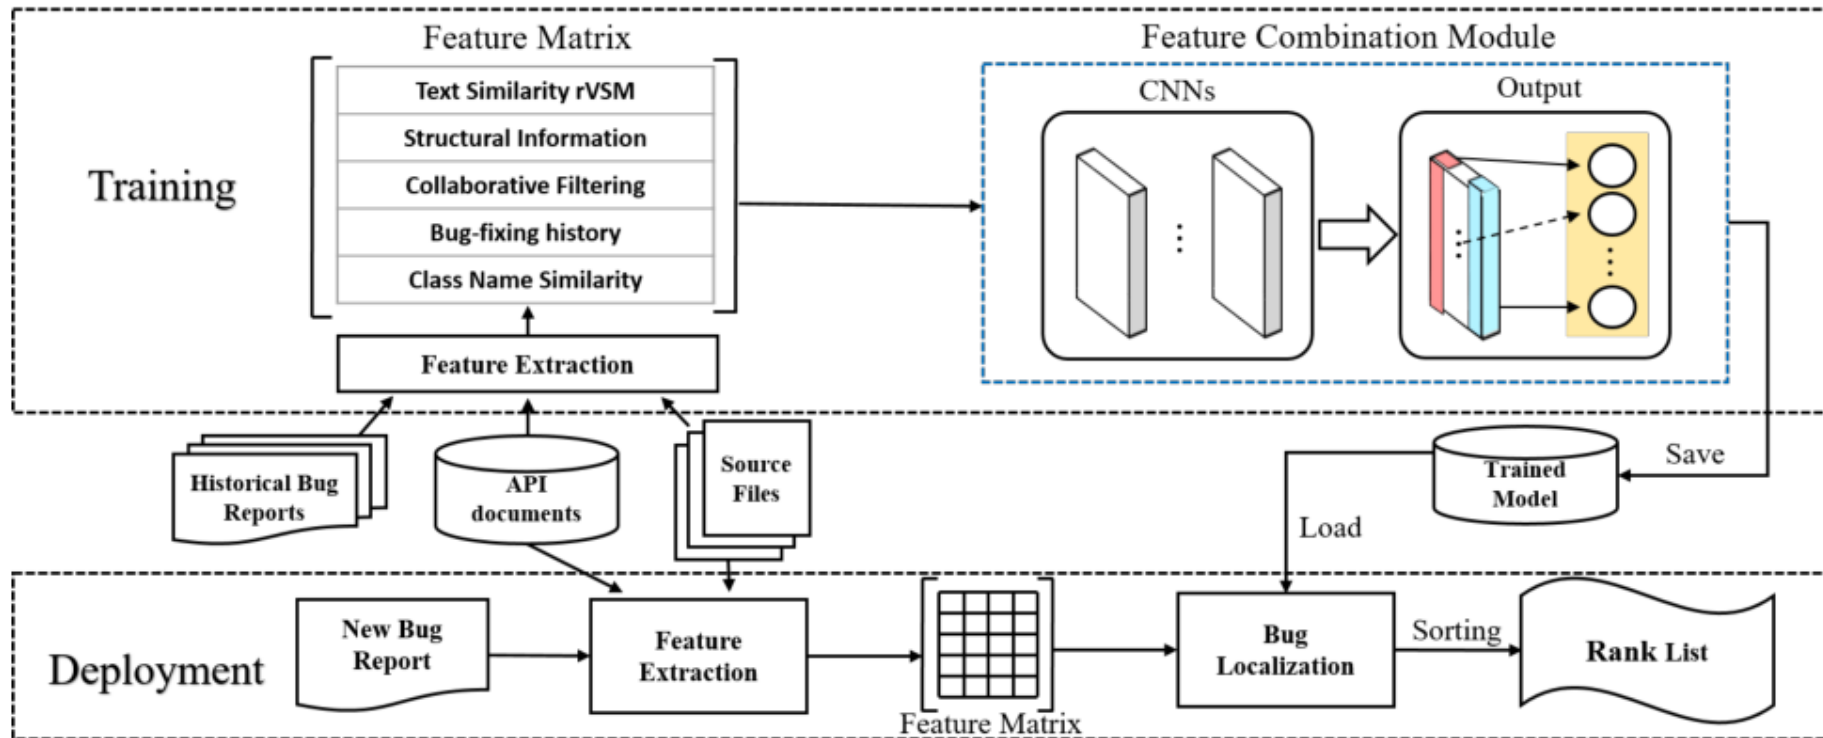 Feature Matrix
Feature Combination Module
Text Similarity rVSM
Structural Information
Collaborative Filtering
Bug-fixing history
Class Name Similarity
Training
CNNs
Output
Feature Extraction
Historical Bug
Reports
API
documents
Source
Files
Trained
Model
Save
Load
Deployment
New Bug
Report
Feature
Extraction
Feature Matrix
Bug
Localization
Sorting
Rank List